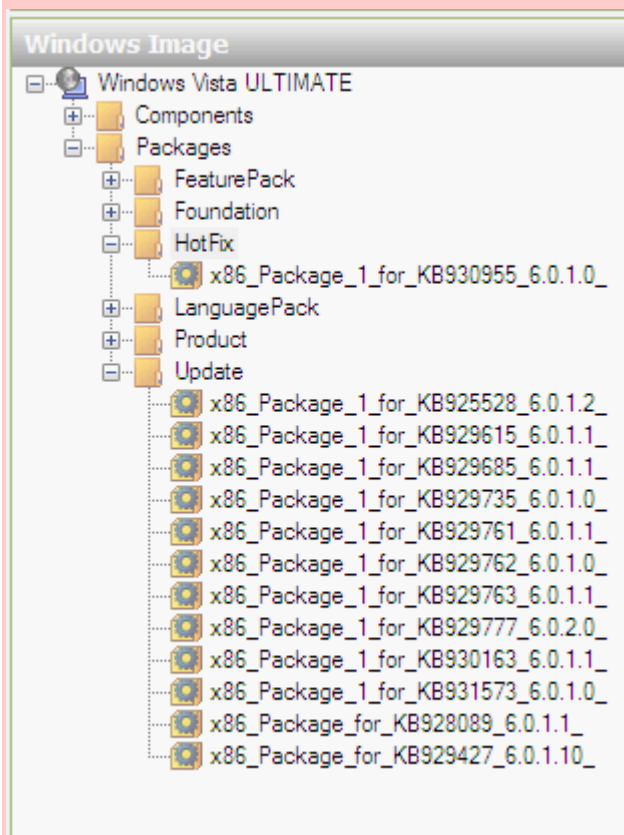 Windows Image
Windows Vista ULTIMATE
Components
Packages
FeaturePack
Foundation
HotFix
x86_Package_1_for_KB930955_6.0.1.0_
LanguagePack
Product
Update
x86_Package_1_for_KB925528_6.0.1.2_
x86_Package_1_for_KB929615_6.0.1.1_
x86_Package_1_for_KB929685_6.0.1.1_
x86_Package_1_for_KB929735_6.0.1.0_
x86_Package_1_for_KB929761_6.0.1.1_
x86_Package_1_for_KB929762_6.0.1.0_
x86_Package_1_for_KB929763_6.0.1.1_
x86_Package_1_for_KB929777_6.0.2.0_
x86_Package_1_for_KB930163_6.0.1.1_
x86_Package_1_for_KB931573_6.0.1.0_
x86_Package_for_KB928089_6.0.1.1_
x86_Package_for_KB929427_6.0.1.10_